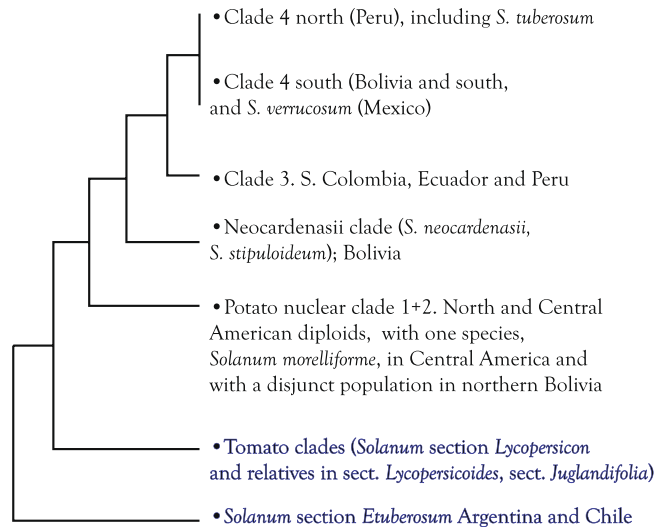 •Clade 4 north (Peru), including S. tuberosum
•Clade 4 south (Bolivia and south,
and S. verrucosum (Mexico)
•Clade 3. S. Colombia, Ecuador and Peru
•Neocardenasii clade (S. neocardenasii,
S. stipuloideum); Bolivia
•Potato nuclear clade 1+2. North and Central
American diploids, with one species,
Solanum morelliforme, in Central America and
with a disjunct population in northern Bolivia
•Tomato clades (Solanum section Lycopersicon
and relatives in sect. Lycopersicoides, sect. Juglandifolia)
•Solanum section Etuberosum Argentina and Chile